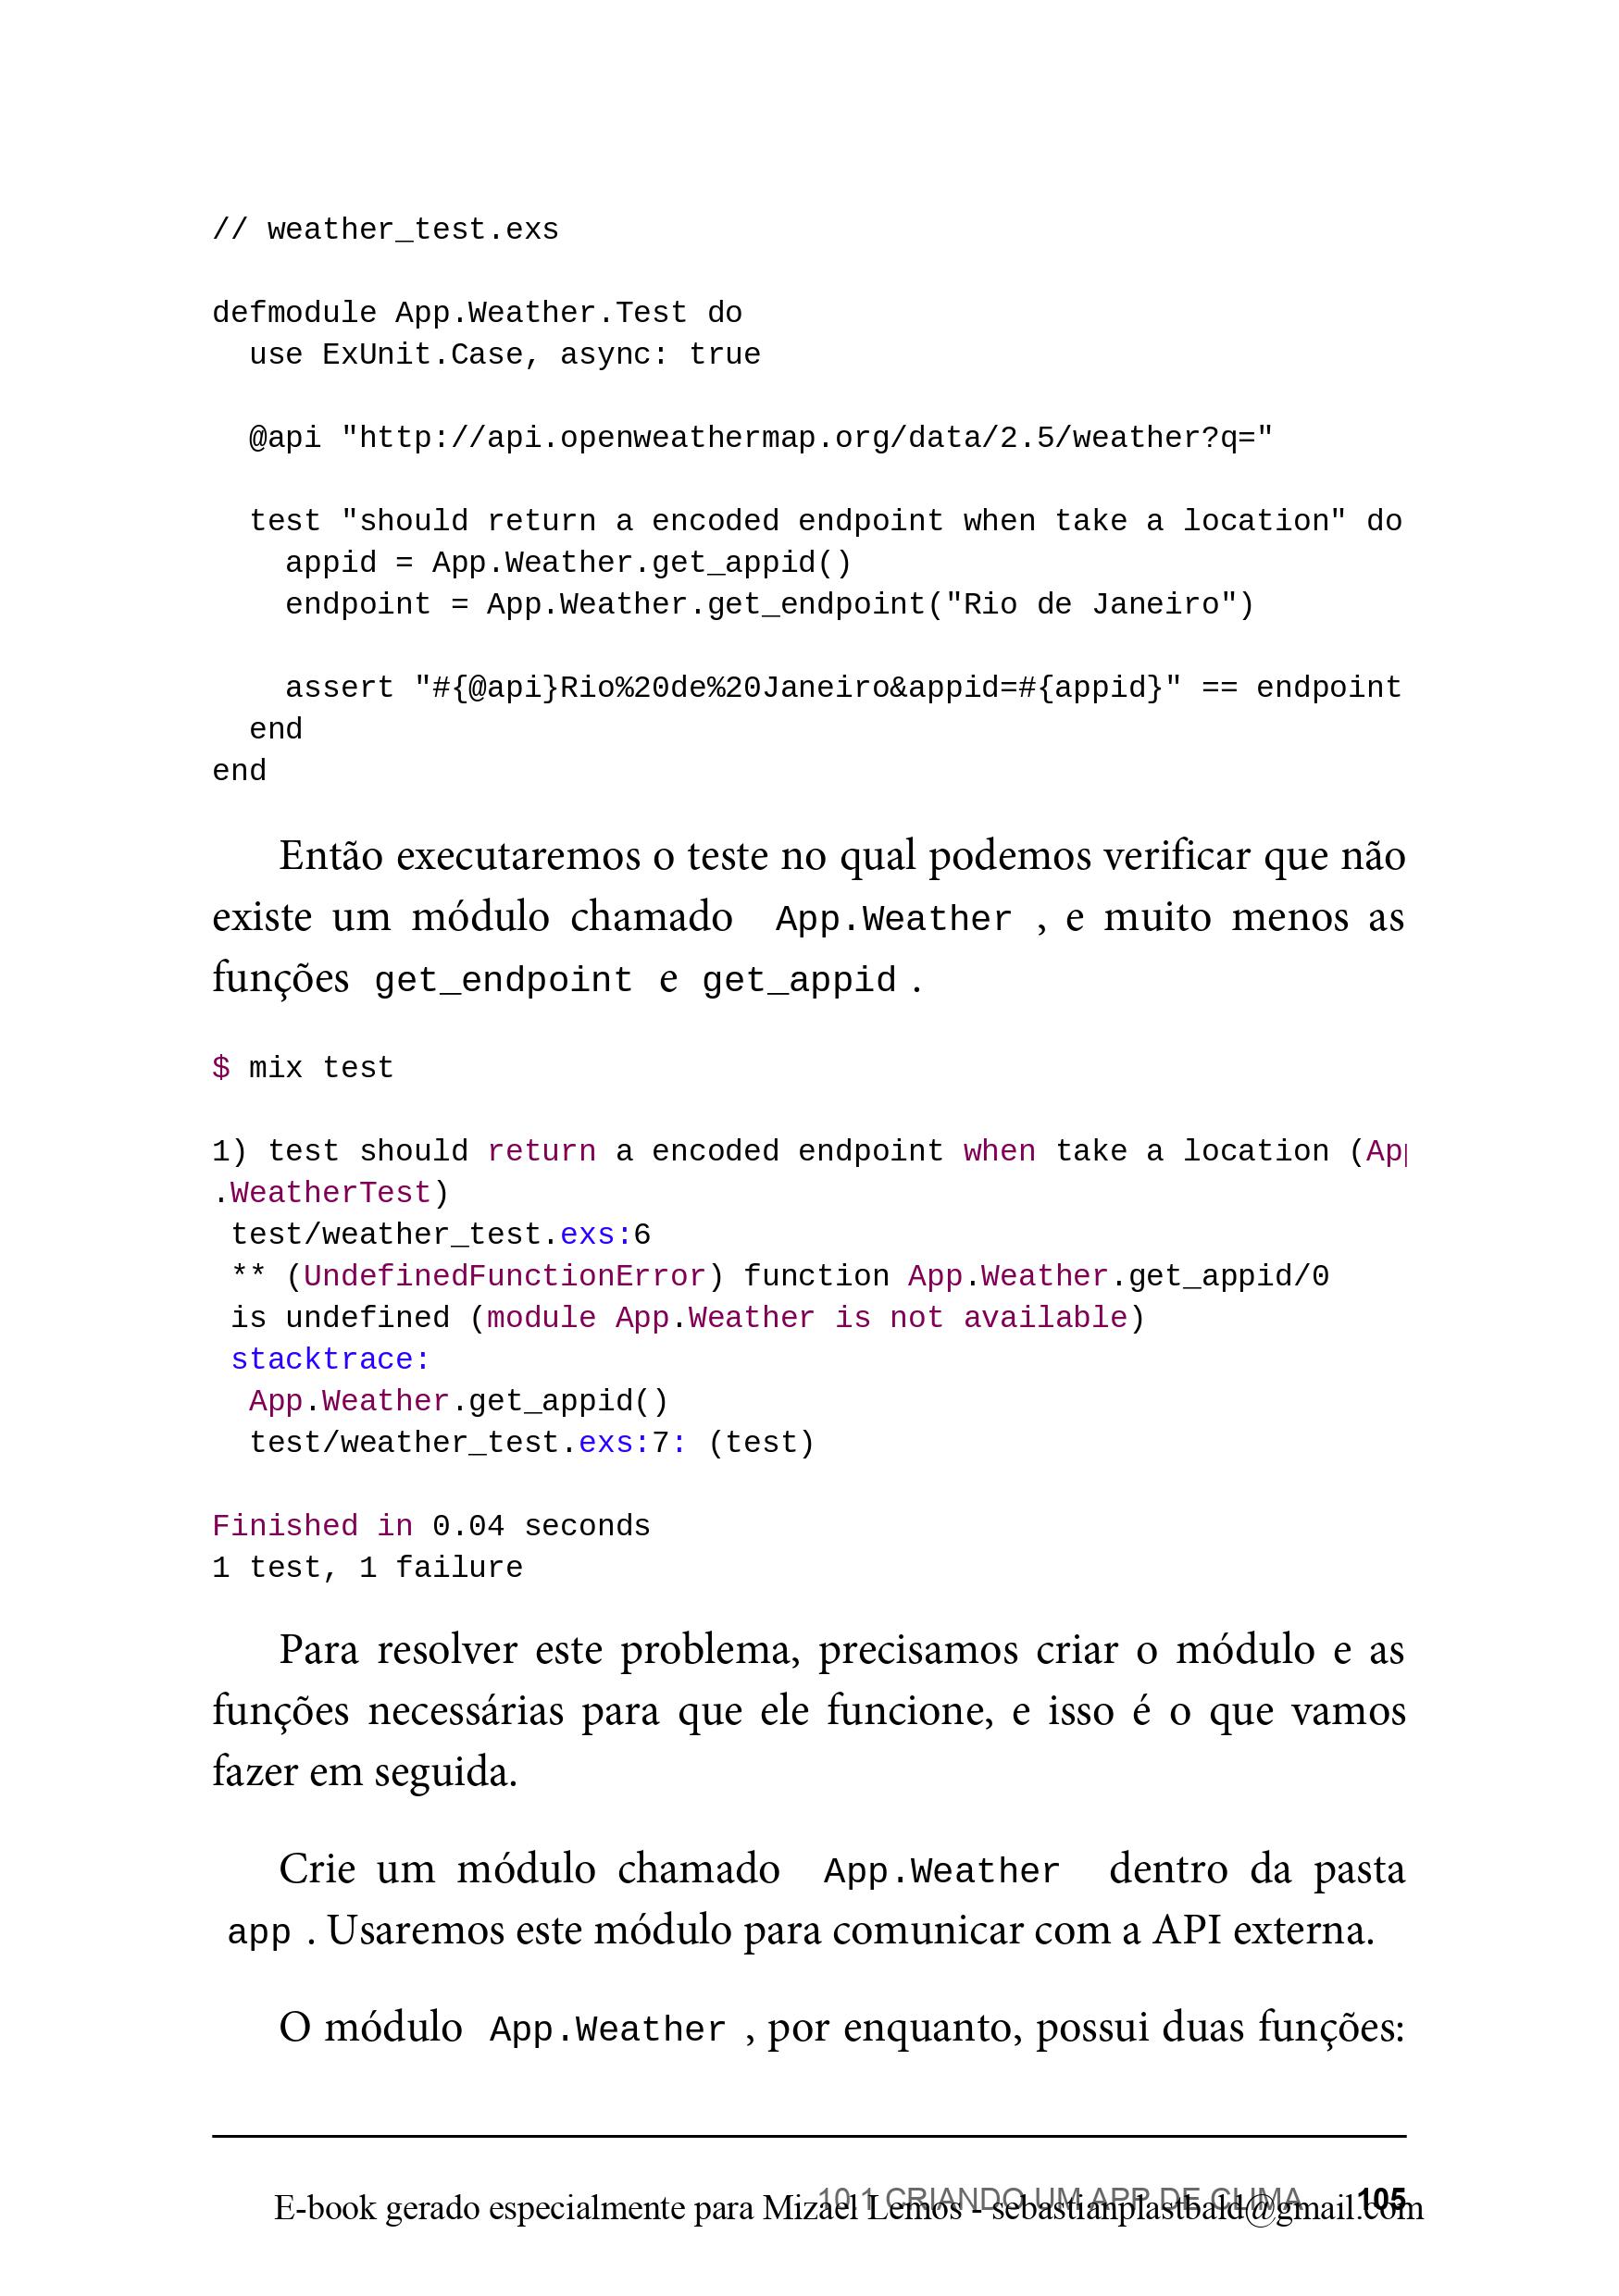 // weather_test.exs
defmodule App.Weather.Test do
  use ExUnit.Case, async: true
  @api "http://api.openweathermap.org/data/2.5/weather?q="
  test "should return a encoded endpoint when take a location" do
    appid = App.Weather.get_appid()
    endpoint = App.Weather.get_endpoint("Rio de Janeiro")
    assert "#{@api}Rio%20de%20Janeiro&appid=#{appid}" == endpoint
  end
end
Então executaremos o teste no qual podemos verificar que não
existe um módulo chamado App.Weather , e muito menos as
funções get_endpoint e get_appid .
$ mix test
1) test should return a encoded endpoint when take a location (App
.WeatherTest)
 test/weather_test.exs:6
 ** (UndefinedFunctionError) function App.Weather.get_appid/0
 is undefined (module App.Weather is not available)
 stacktrace:
  App.Weather.get_appid()
  test/weather_test.exs:7: (test)
Finished in 0.04 seconds
1 test, 1 failure
Para resolver este problema, precisamos criar o módulo e as
funções necessárias para que ele funcione, e isso é o que vamos
fazer em seguida.
Crie um módulo chamado App.Weather dentro da pasta
app . Usaremos este módulo para comunicar com a API externa.
O módulo App.Weather , por enquanto, possui duas funções:
10.1 CRIANDO UM APP DE CLIMA 105
E-book gerado especialmente para Mizael Lemos - sebastianplastbald@gmail.com